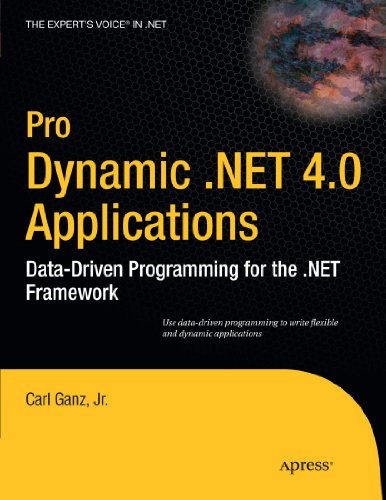 THE EXPERT'S VOICE® IN .NET
Pro
Dynamic .NET 4.0
Applications
Data-Driven Programming for the .NET
Framework
Use data-driven programming to write flexible
and dynamic applications
Carl Ganz, Jr.
Apress®